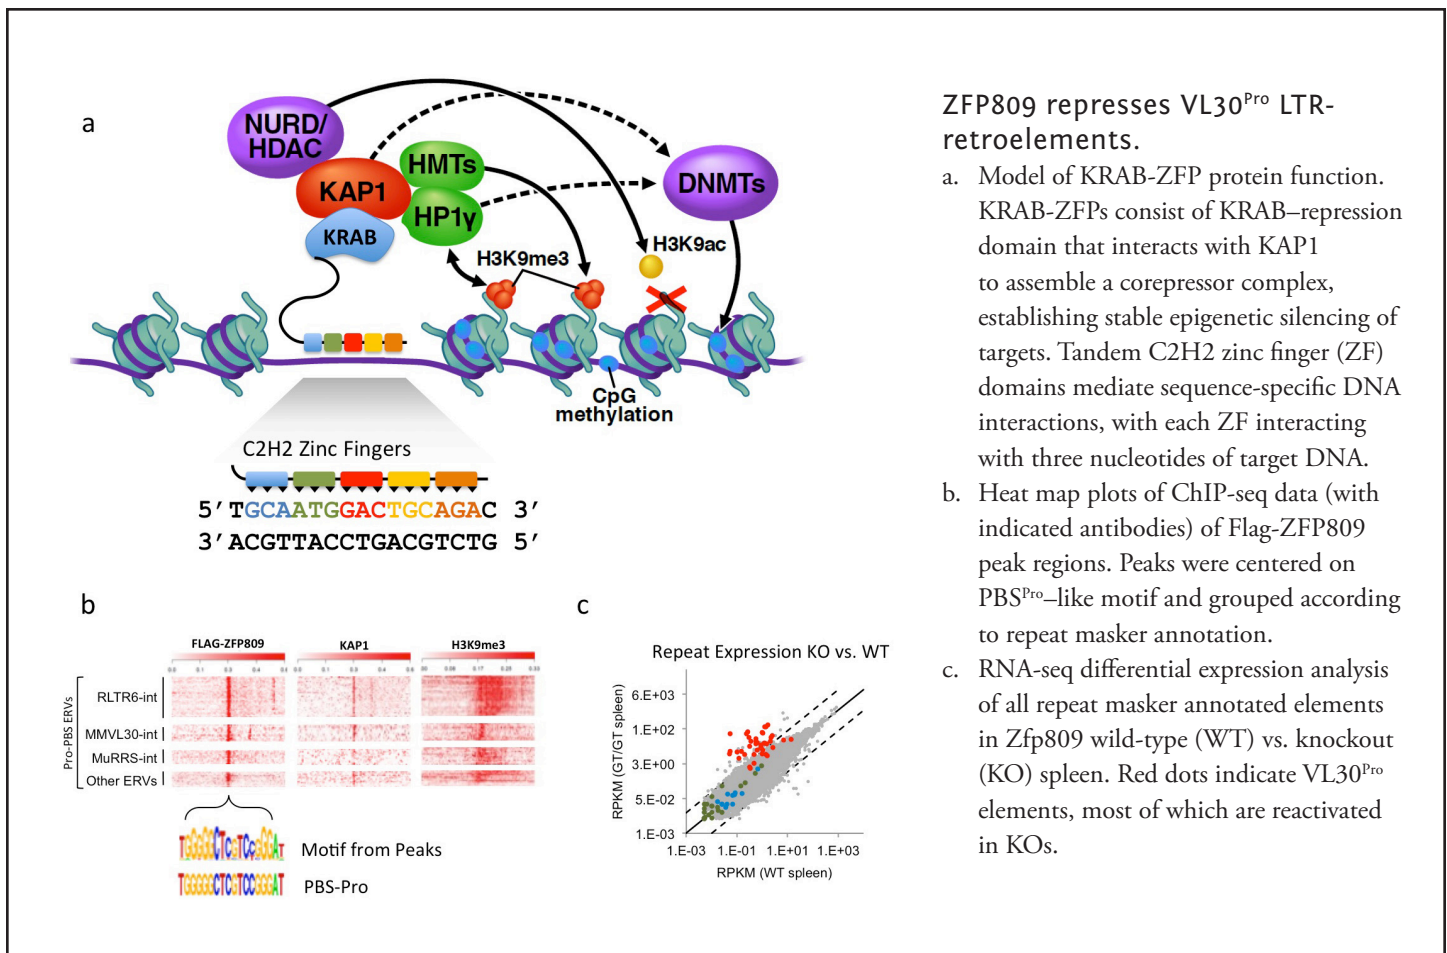 a
NURD/
HDAC
KAP1
KRAB
HMTs
HP1γ
DNMTs
H3K9me3
H3K9ac
CpG
methylation
C2H2 Zinc Fingers
5′ TGCAATGGACTGCAGAC 3′
3′ ACGTTACCTGACGTCTG 5′
b
FLAG-ZFP809 KAP1 H3K9me3
Pro-PBS ERVs
RLTR6-int
MMVL30-int
MuRRS-int
Other ERVs
TGGGGGCTCGTCCGGGAT Motif from Peaks
TGGGGGCTCGTCCGGGAT PBS-Pro
c
Repeat Expression KO vs. WT
RPKM (GT/GT spleen)
6.E+03
1.E+02
3.E+00
5.E-02
1.E-03
1.E-03 1.E-01 1.E+01 1.E+03
RPKM (WT spleen)
ZFP809 represses VL30Pro LTR-
retroelements.
a. Model of KRAB-ZFP protein function.
KRAB-ZFPs consist of KRAB–repression
domain that interacts with KAP1
to assemble a corepressor complex,
establishing stable epigenetic silencing of
targets. Tandem C2H2 zinc finger (ZF)
domains mediate sequence-specific DNA
interactions, with each ZF interacting
with three nucleotides of target DNA.
b. Heat map plots of ChIP-seq data (with
indicated antibodies) of Flag-ZFP809
peak regions. Peaks were centered on
PBSPro–like motif and grouped according
to repeat masker annotation.
c. RNA-seq differential expression analysis
of all repeat masker annotated elements
in Zfp809 wild-type (WT) vs. knockout
(KO) spleen. Red dots indicate VL30Pro
elements, most of which are reactivated
in KOs.